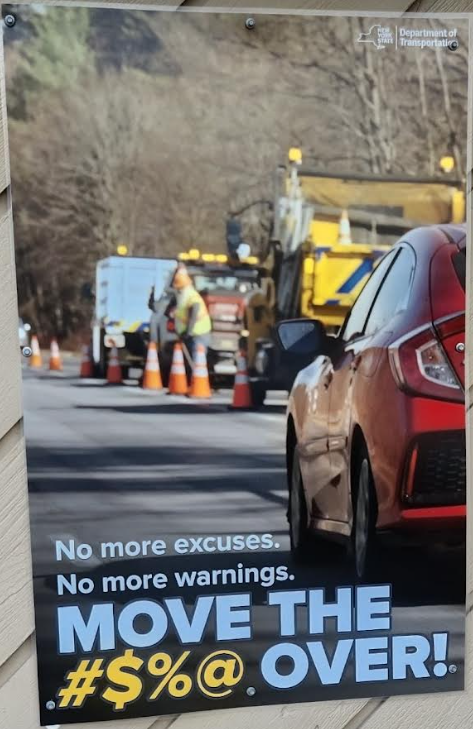 NEW
YORK
STATE
Department of
Transportation
No more excuses.
No more warnings.
MOVE THE
#$%@ OVER!